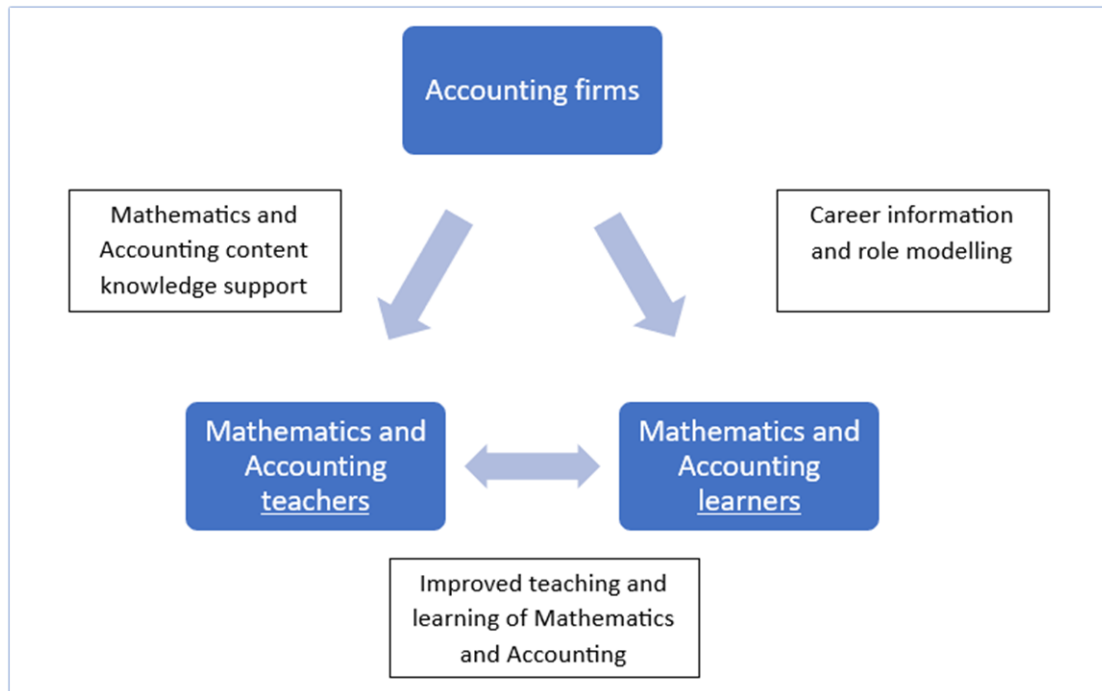 Accounting firms
Mathematics and
Accounting content
knowledge support
Career information
and role modelling
Mathematics and
Accounting
teachers
Mathematics and
Accounting
learners
Improved teaching and
learning of Mathematics
and Accounting